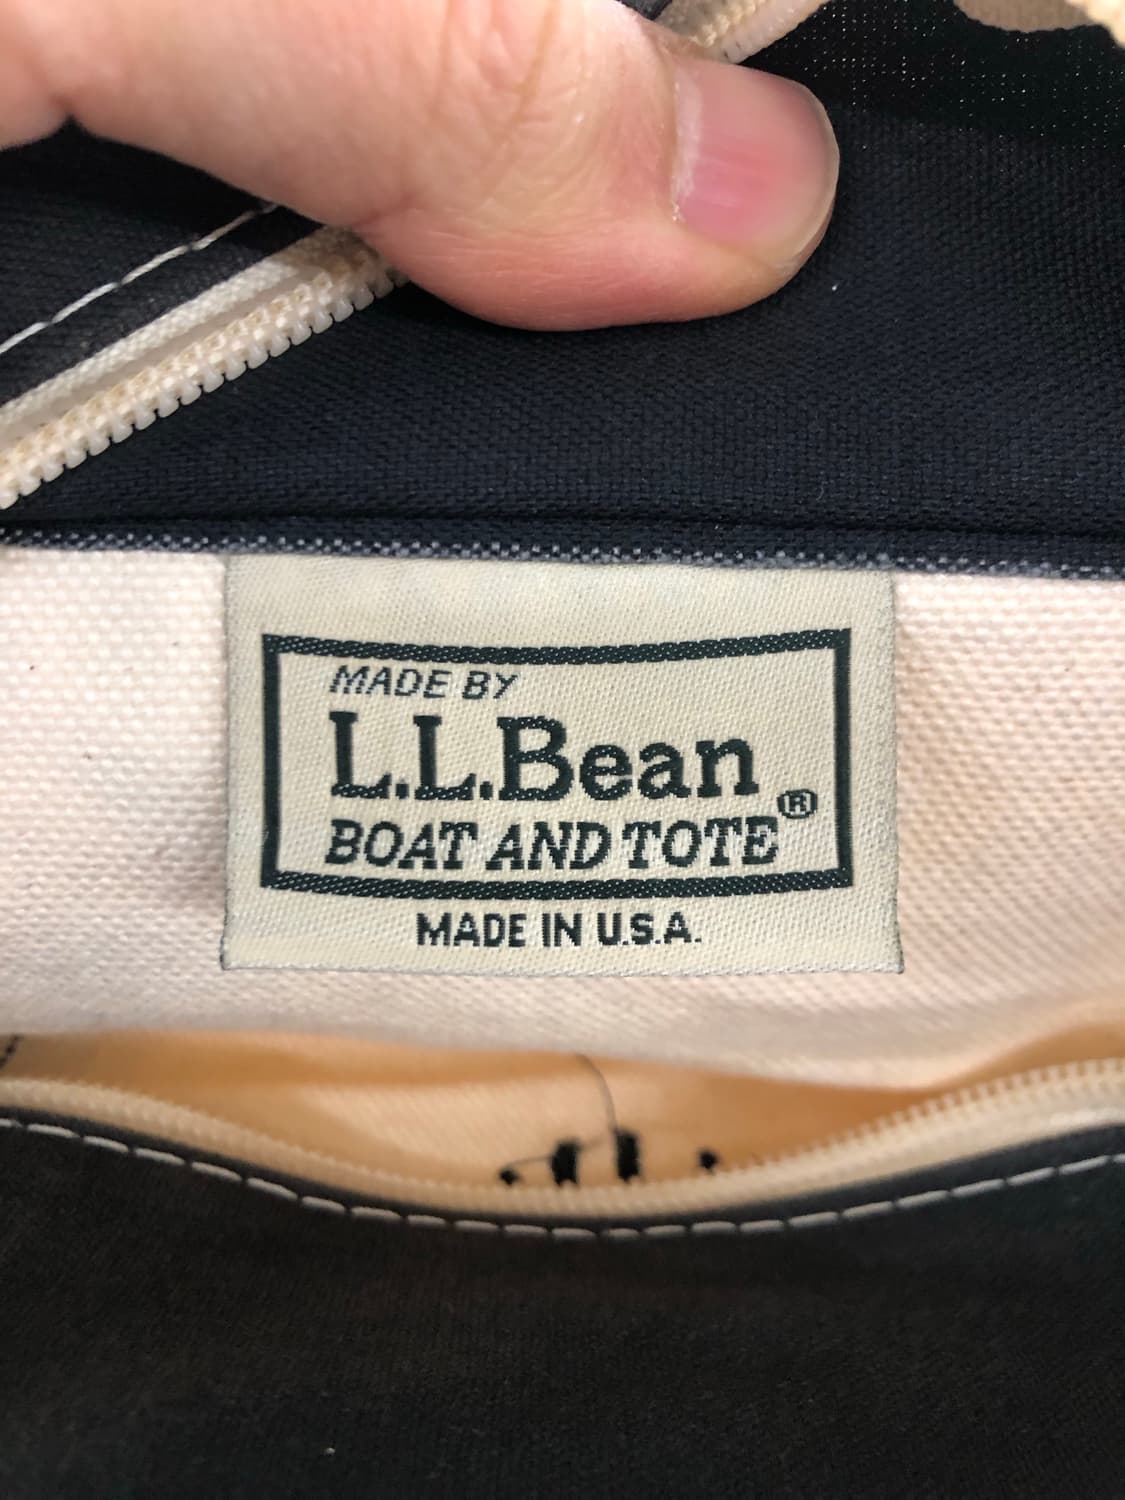 MADE BY
L.L.Bean®
BOAT AND TOTE
MADE IN U.S.A.